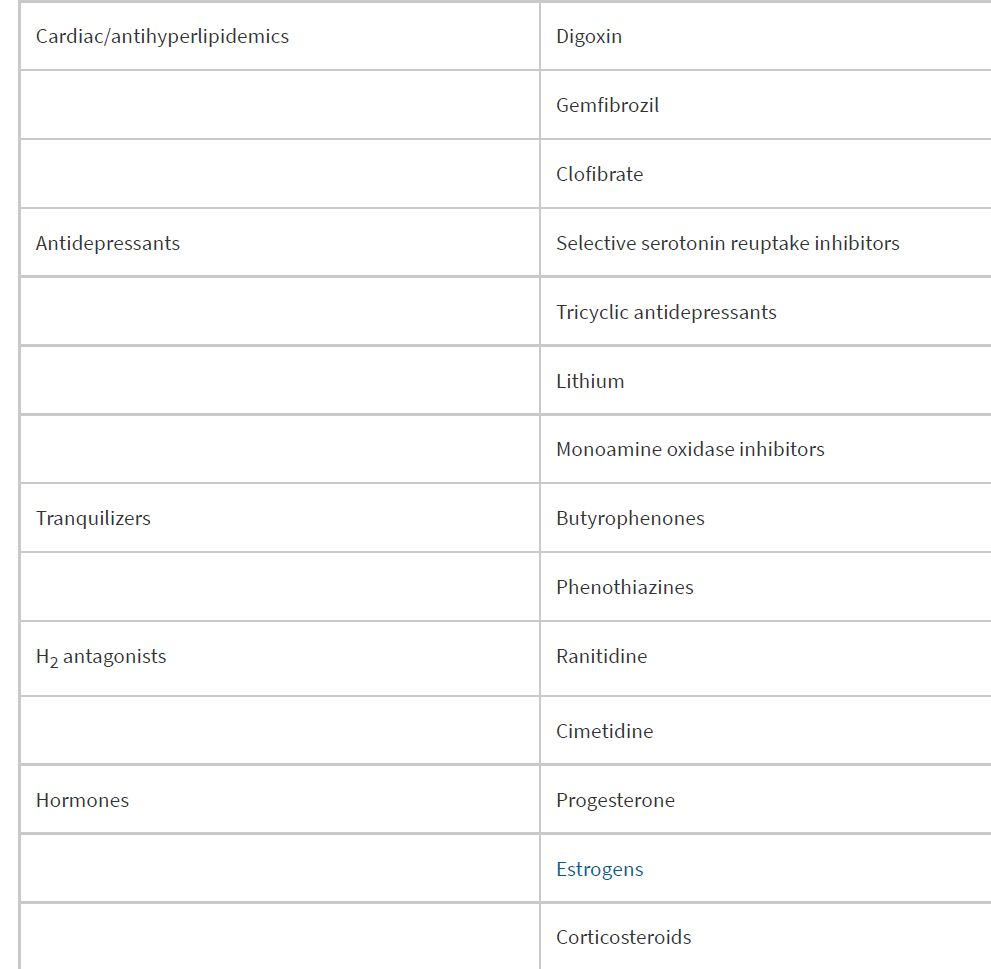 Cardiac/antihyperlipidemics Digoxin
Gemfibrozil
Clofibrate
Antidepressants Selective serotonin reuptake inhibitors
Tricyclic antidepressants
Lithium
Monoamine oxidase inhibitors
Tranquilizers Butyrophenones
Phenothiazines
H₂ antagonists Ranitidine
Cimetidine
Hormones Progesterone
Estrogens
Corticosteroids